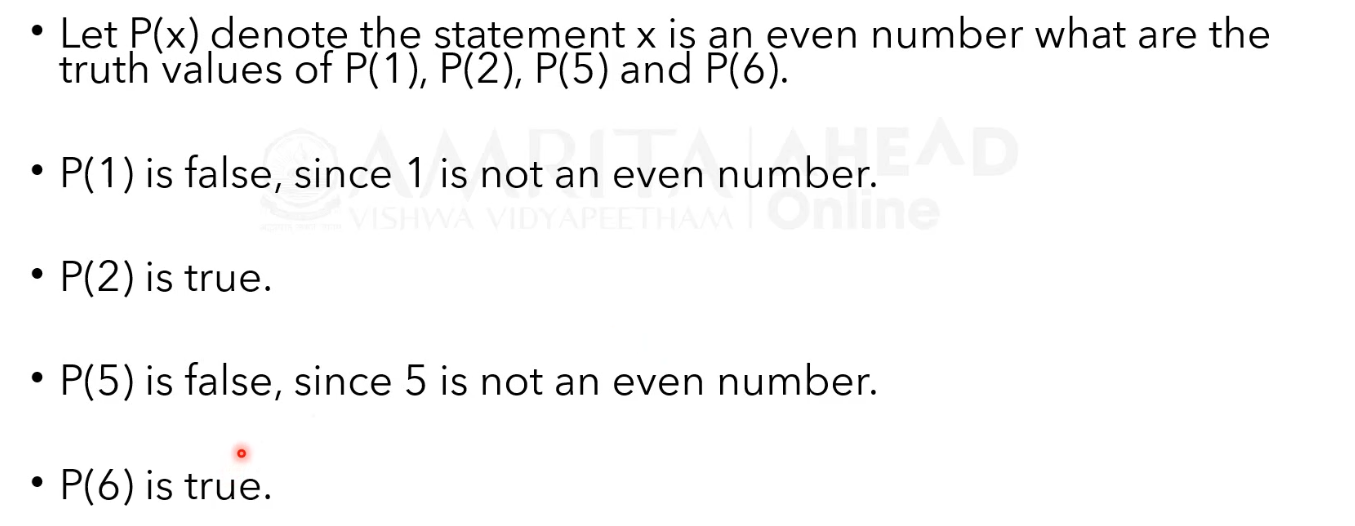 • Let P(x) denote the statement x is an even number what are the
truth values of P(1), P(2), P(5) and P(6).
AMRITA AHEAD
VISHWA VIDYAPEETHAM Online
• P(1) is false, since 1 is not an even number.
• P(2) is true.
• P(5) is false, since 5 is not an even number.
• P(6) is true.